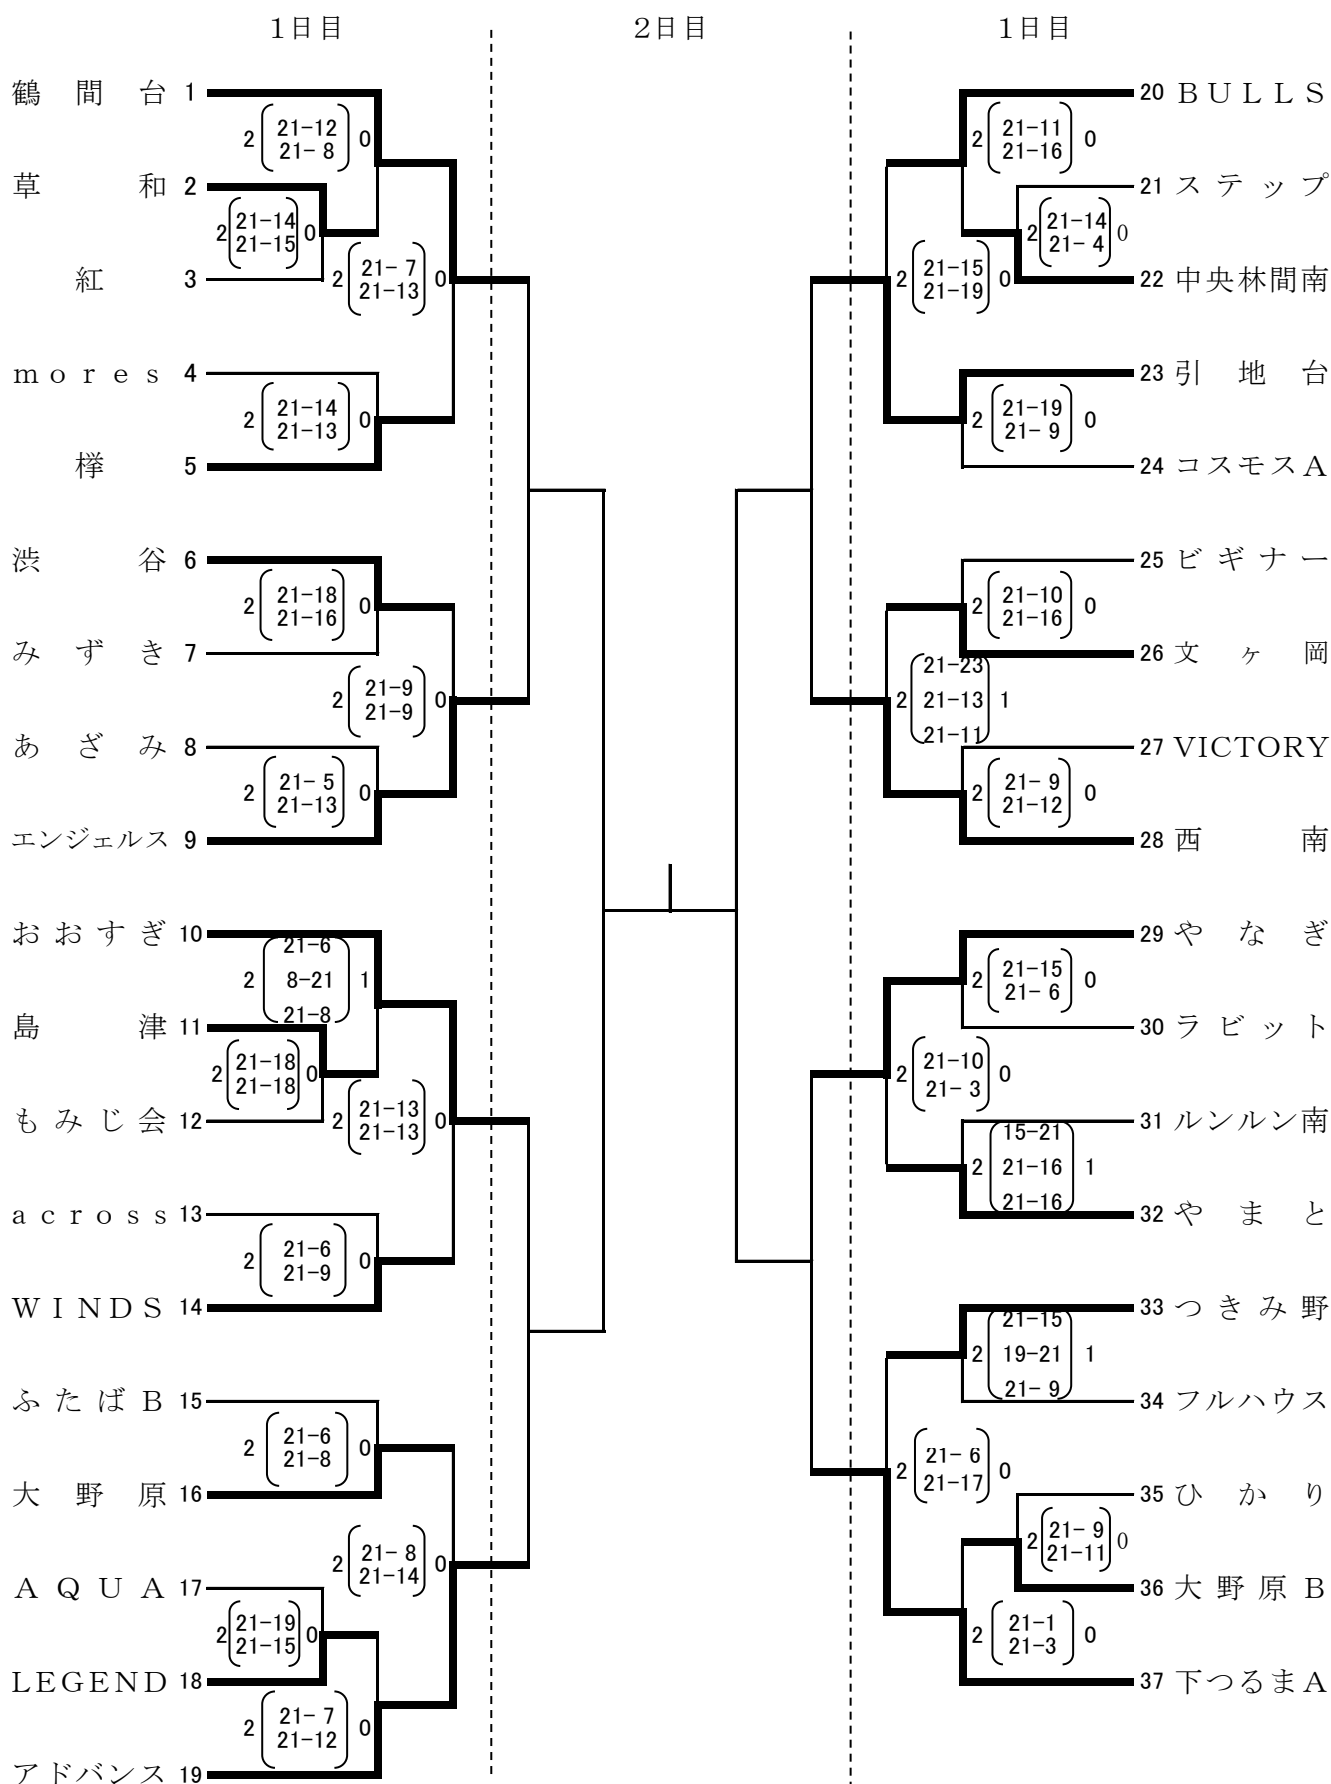 1日目 2日目 1日目
鶴間台 1
2 21-12 0
21- 8
草和 2
2 21-14 0
21-15
紅 3
2 21- 7 0
21-13
mores 4
2 21-14 0
21-13
欅 5
渋谷 6
2 21-18 0
21-16
みずき 7
2 21-9 0
21-9
あざみ 8
2 21- 5 0
21-13
エンジェルス 9
おおすぎ 10
21-6
2 8-21 1
21-8
島津 11
2 21-18 0
21-18
もみじ会 12
2 21-13 0
21-13
across 13
2 21-6 0
21-9
WINDS 14
ふたばB 15
2 21-6 0
21-8
大野原 16
2 21- 8 0
21-14
AQUA 17
2 21-19 0
21-15
LEGEND 18
2 21- 7 0
21-12
アドバンス 19
20 BULLS
2 21-11 0
21-16
21 ステップ
2 21-14 0
21- 4
22 中央林間南
2 21-15 0
21-19
23 引地台
2 21-19 0
21- 9
24 コスモスA
25 ビギナー
2 21-10 0
21-16
26 文ヶ岡
21-23
2 21-13 1
21-11
27 VICTORY
2 21- 9 0
21-12
28 西南
29 やなぎ
2 21-15 0
21- 6
30 ラビット
2 21-10 0
21- 3
31 ルンルン南
15-21
2 21-16 1
21-16
32 やまと
33 つきみ野
21-15
2 19-21 1
21- 9
34 フルハウス
2 21- 6 0
21-17
35 ひかり
2 21- 9 0
21-11
36 大野原B
2 21-1 0
21-3
37 下つるまA